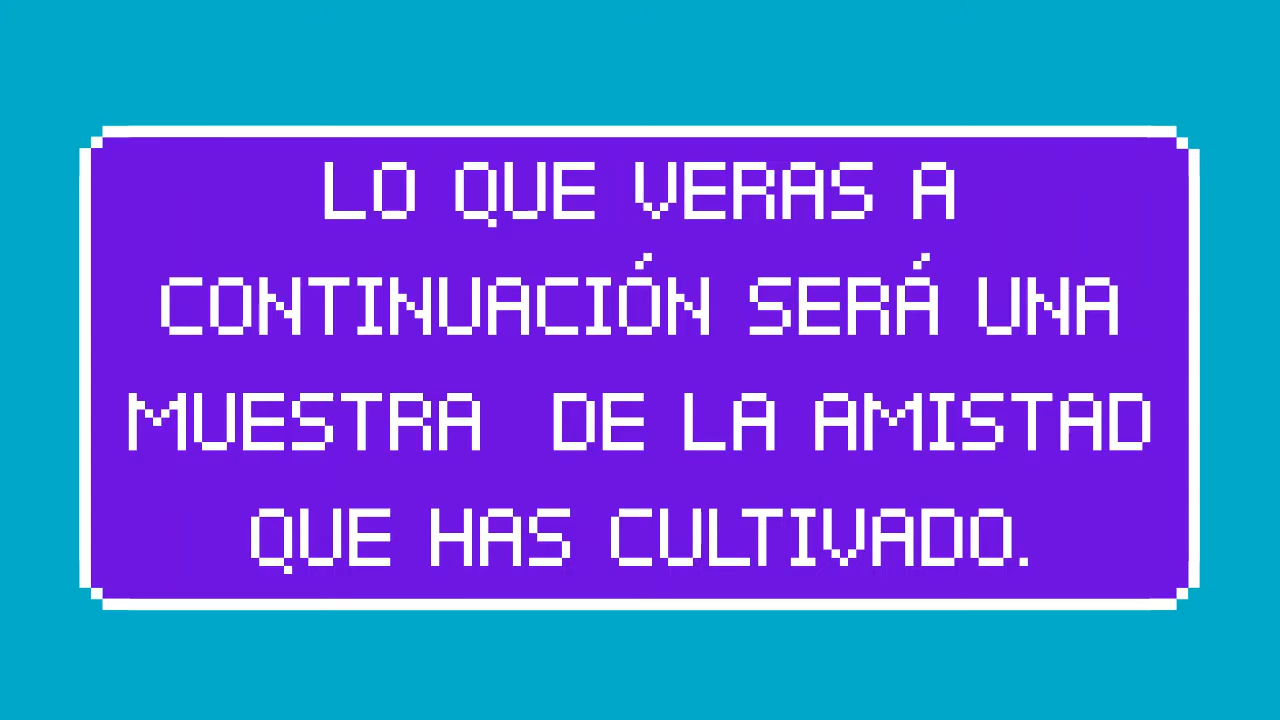 LO QUE VERAS A
CONTINUACIÓN SERÁ UNA
MUESTRA  DE LA AMISTAD
QUE HAS CULTIVADO.